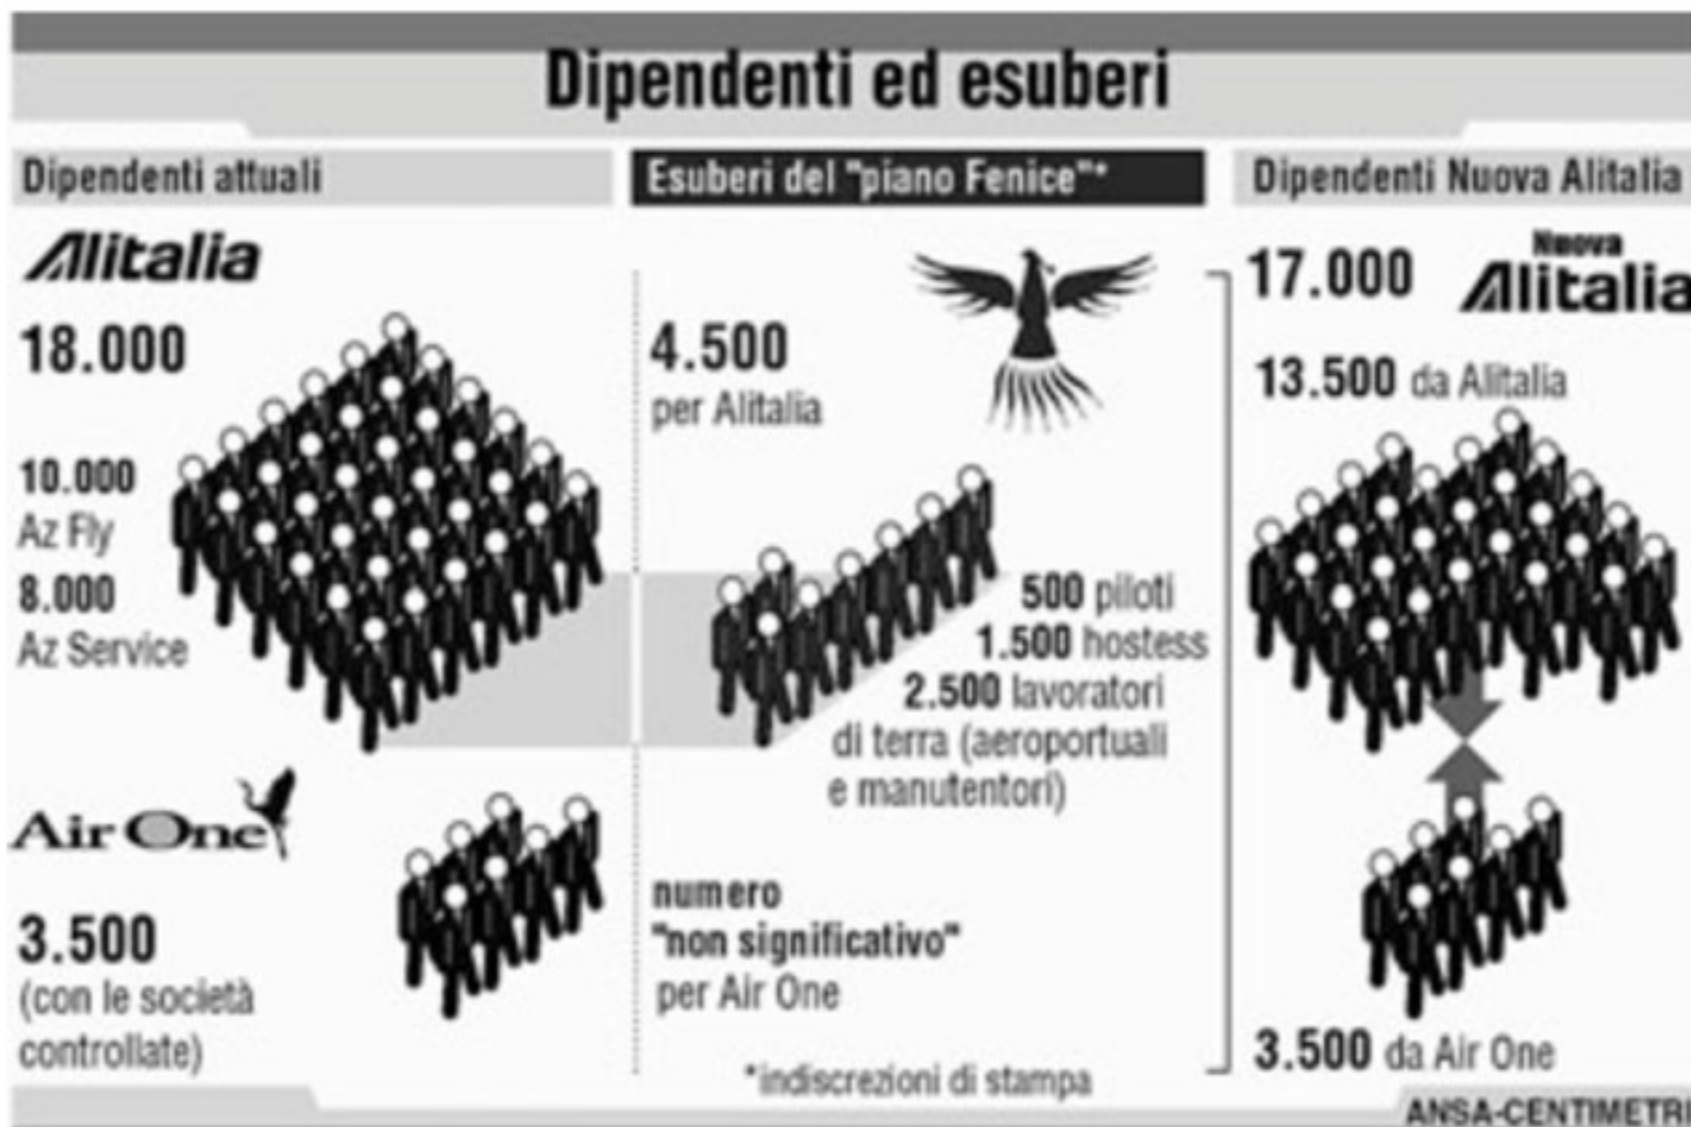 Dipendenti ed esuberi
Dipendenti attuali
Alitalia
18.000
10.000
Az Fly
8.000
Az Service
Air One
3.500
(con le società
controllate)
Esuberi del "piano Fenice"*
4.500
per Alitalia
500 piloti
1.500 hostess
2.500 lavoratori
di terra (aeroportuali
e manutentori)
numero
"non significativo"
per Air One
*indiscrezioni di stampa
Dipendenti Nuova Alitalia
17.000
Nuova
Alitalia
13.500 da Alitalia
3.500 da Air One
ANSA-CENTIMETRI